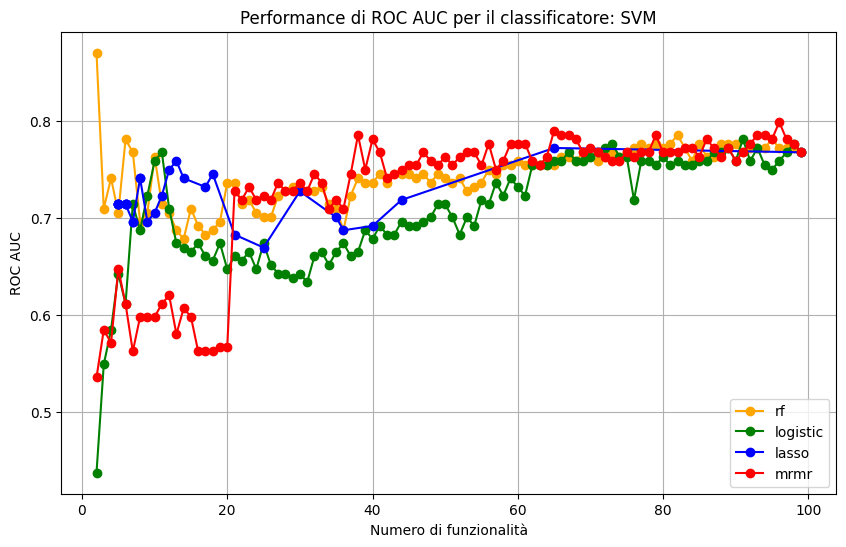 Performance di ROC AUC per il classificatore: SVM
ROC AUC
0.8
0.7
0.6
0.5
0
20
40
60
80
100
Numero di funzionalità
rf
logistic
lasso
mrmr